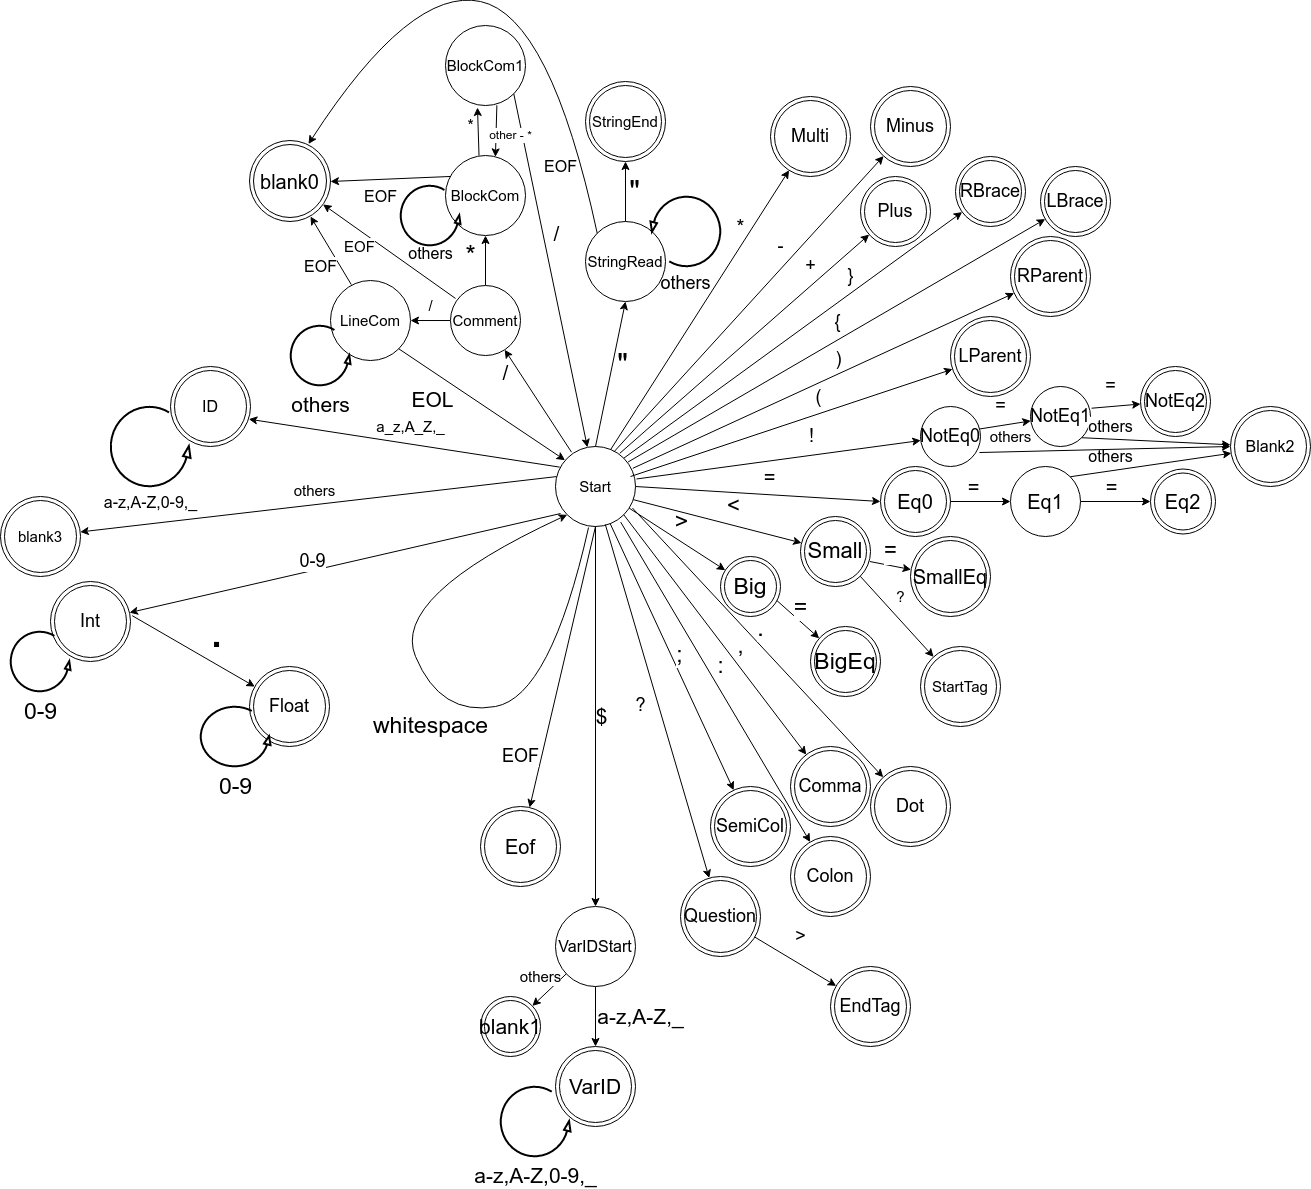 BlockCom1
*
other - *
StringEnd
Multi
Minus
EOF
blank0
EOF
BlockCom
"
RBrace
LBrace
Plus
others
EOF
*
/
StringRead
others
*
-
+
}
RParent
EOF
LineCom
/
Comment
{
)
LParent
"
/
others
EOL
(
ID
a_z,A_Z,_
!
NotEq0
=
others
NotEq1
=
NotEq2
others
others
Blank2
a-z,A-Z,0-9,_
others
Start
=
Eq0
=
Eq1
=
Eq2
blank3
<
>
Small
=
SmallEq
0-9
Big
=
?
Int
.
BigEq
StartTag
0-9
.
,
:
;
Float
0-9
whitespace
$
?
EOF
Comma
Dot
SemiCol
Eof
Colon
Question
>
VarIDStart
others
EndTag
blank1
a-z,A-Z,_
VarID
a-z,A-Z,0-9,_